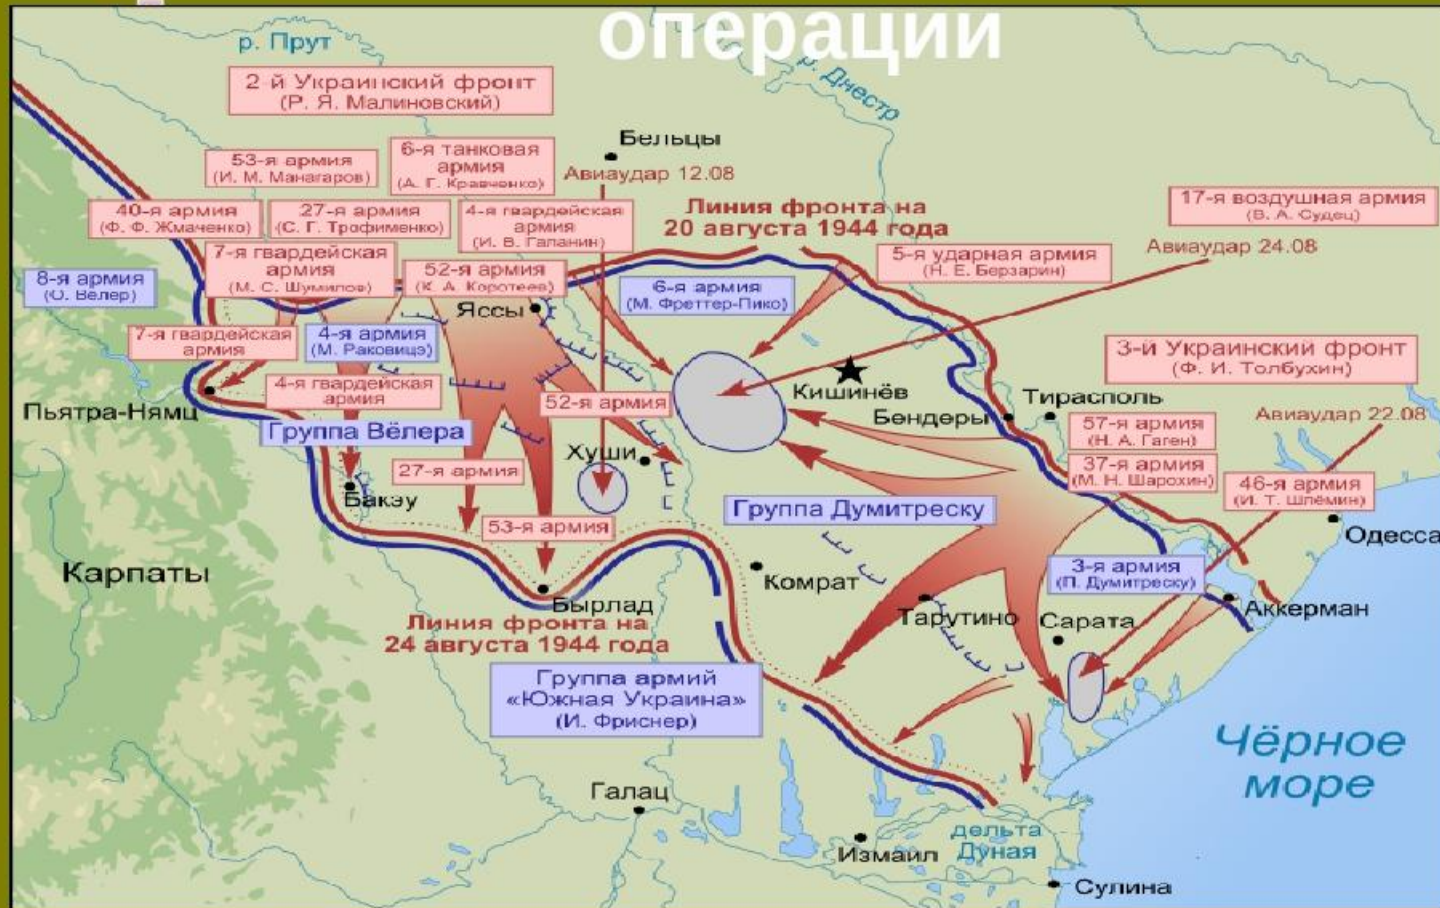 операции
р. Прут
р. Днестр
2-й Украинский фронт
(Р. Я. Малиновский)
Бельцы
Авиаудар 12.08
6-я танковая
армия
(А. Г. Кравченко)
53-я армия
(И. М. Манагаров)
40-я армия
(Ф. Ф. Жмаченко)
27-я армия
(С. Г. Трофименко)
4-я гвардейская
армия
(И. В. Галанин)
Линия фронта на
20 августа 1944 года
17-я воздушная армия
(В. А. Судец)
Авиаудар 24.08
7-я гвардейская
армия
(М. С. Шумилов)
52-я армия
(К. А. Коротеев)
5-я ударная армия
(Н. Е. Берзарин)
8-я армия
(О. Велер)
6-я армия
(М. Фреттер-Пико)
Яссы
7-я гвардейская
армия
4-я армия
(М. Раковицэ)
3-й Украинский фронт
(Ф. И. Толбухин)
Кишинёв
4-я гвардейская
армия
52-я армия
Пьятра-Нямц
Бендеры
Тирасполь
Авиаудар 22.08
57-я армия
(Н. А. Гаген)
Группа Вёлера
Хуши
27-я армия
37-я армия
(М. Н. Шарохин)
46-я армия
(И. Т. Шлёмин)
Бакэу
Группа Думитреску
53-я армия
Одесса
Карпаты
Комрат
3-я армия
(П. Думитреску)
Бырлад
Тарутино
Сарата
Аккерман
Линия фронта на
24 августа 1944 года
Группа армий
«Южная Украина»
(И. Фриснер)
Чёрное
море
Галац
Измаил
дельта
Дуная
Сулина